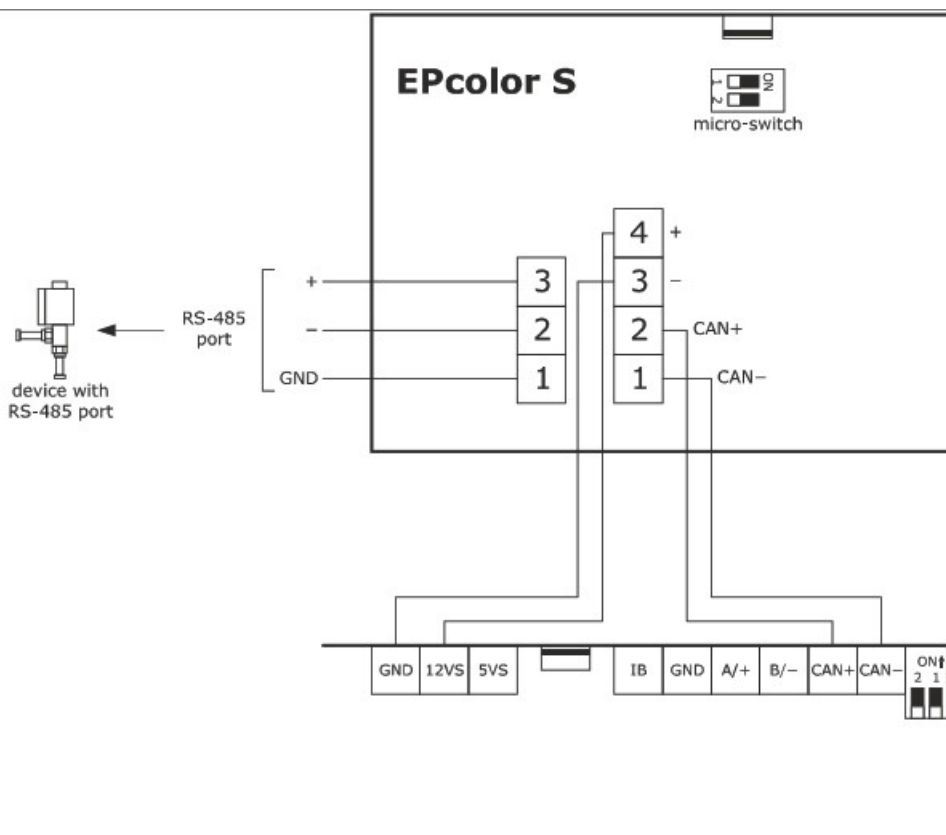 EPcolor S
1
2
ON
micro-switch
4 +
3 −
2 CAN+
1 CAN−
+ 3
− 2
GND 1
RS-485
port
device with
RS-485 port
GND 12VS 5VS IB GND A/+ B/− CAN+ CAN−
ON
2 1